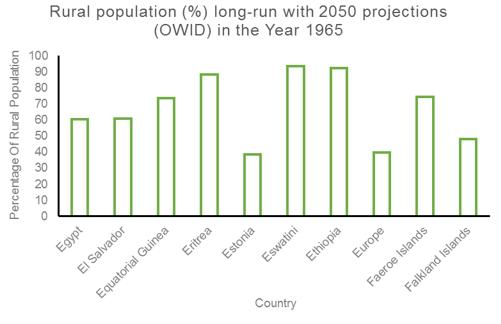 Rural population (%) long-run with 2050 projections
(OWID) in the Year 1965
Percentage Of Rural Population
100
90
80
70
60
50
40
30
20
10
0
Egypt
El Salvador
Equatorial Guinea
Eritrea
Estonia
Eswatini
Ethiopia
Europe
Faeroe Islands
Falkland Islands
Country